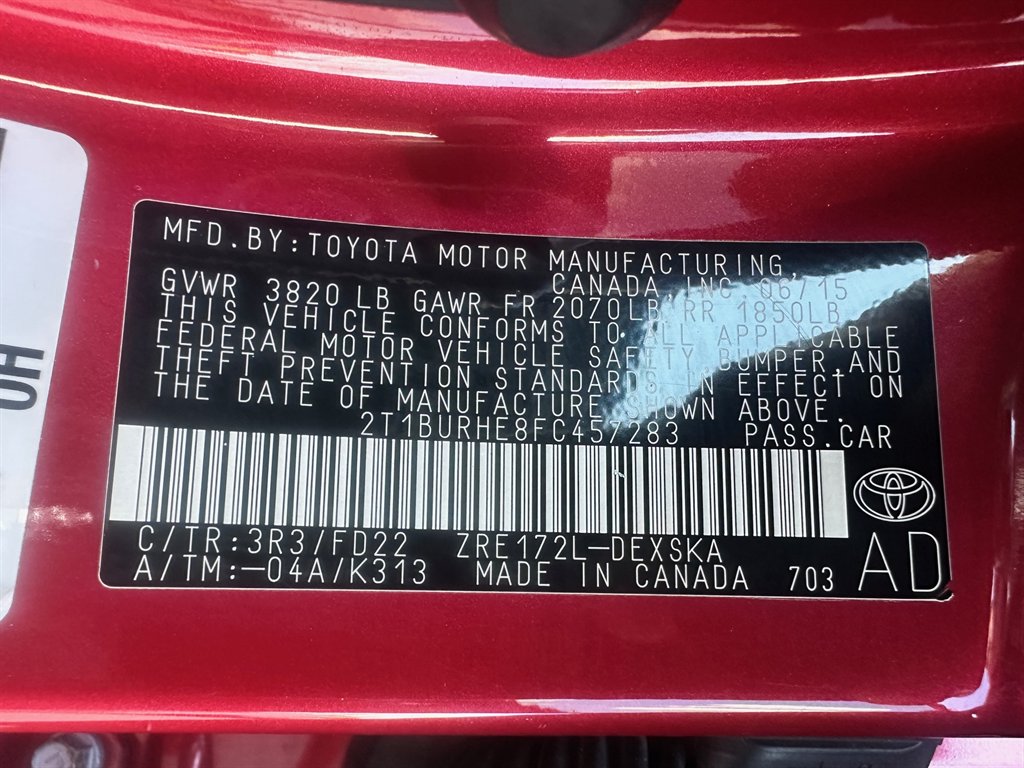 MFD.BY:TOYOTA MOTOR MANUFACTURING,
CANADA,INC. 06/15
GVWR 3820 LB GAWR FR 2070LB RR 1850LB
THIS VEHICLE CONFORMS TO ALL APPLICABLE
FEDERAL MOTOR VEHICLE SAFETY BUMPER,AND
THEFT PREVENTION STANDARDS IN EFFECT ON
THE DATE OF MANUFACTURE SHOWN ABOVE.
2T1BURHE8FC457283 PASS.CAR
C/TR:3R3/FD22 ZRE172L-DEXSKA
A/TM:-04A/K313 MADE IN CANADA 703
AD
HO